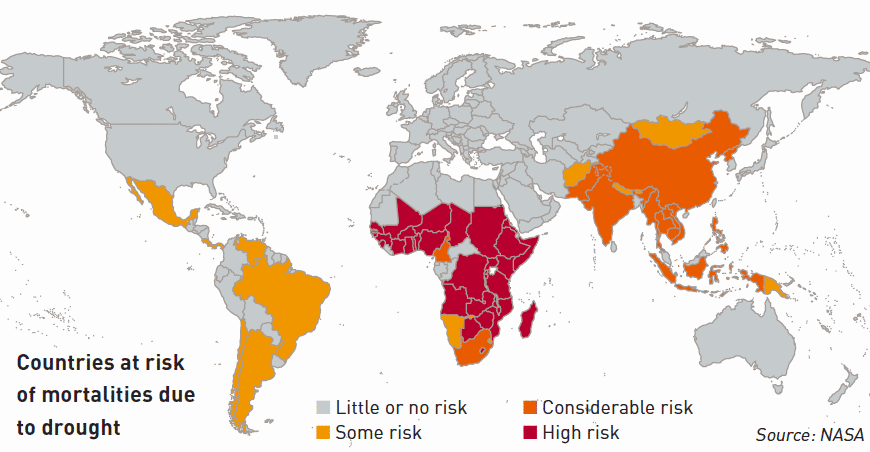 Countries at risk
of mortalities due
to drought
Little or no risk
Some risk
Considerable risk
High risk
Source: NASA